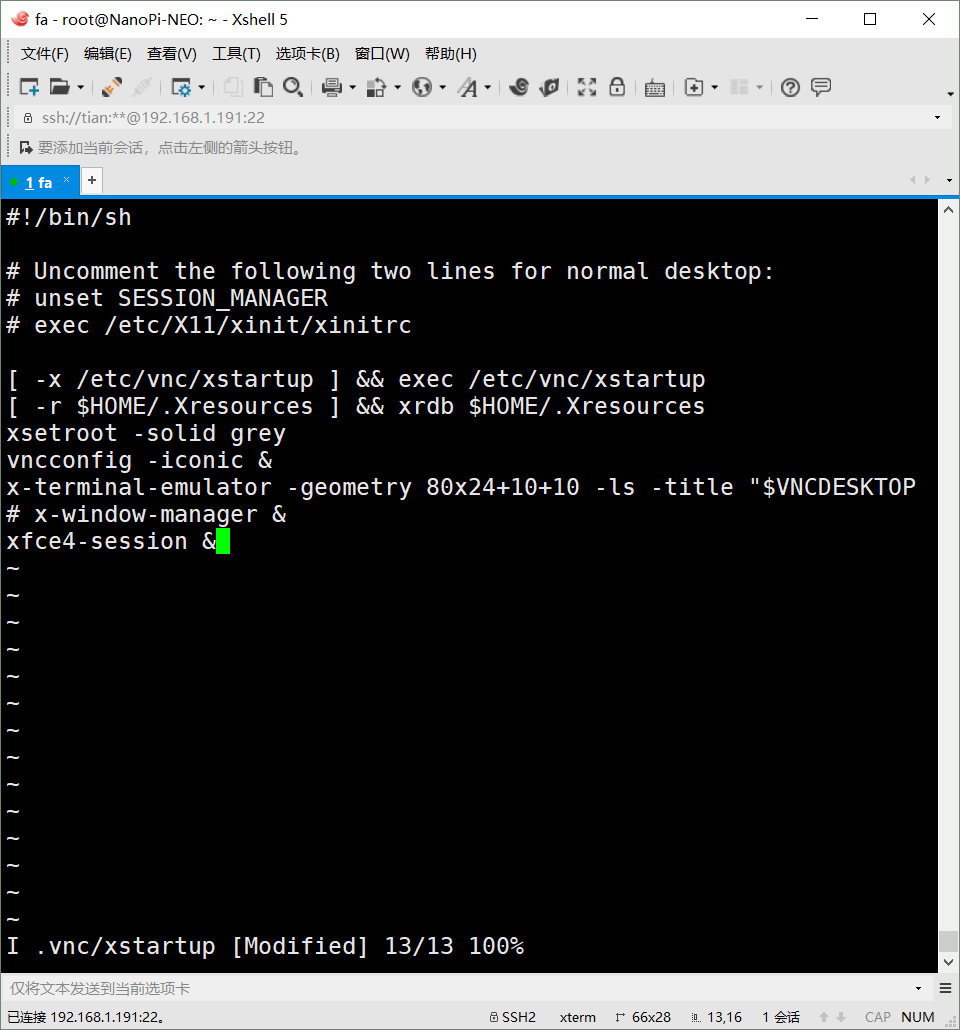 fa - root@NanoPi-NEO: ~ - Xshell 5
文件(F) 编辑(E) 查看(V) 工具(T) 选项卡(B) 窗口(W) 帮助(H)
ssh://tian:**@192.168.1.191:22
要添加当前会话，点击左侧的箭头按钮。
1 fa × +
#!/bin/sh
# Uncomment the following two lines for normal desktop:
# unset SESSION_MANAGER
# exec /etc/X11/xinit/xinitrc
[ -x /etc/vnc/xstartup ] && exec /etc/vnc/xstartup
[ -r $HOME/.Xresources ] && xrdb $HOME/.Xresources
xsetroot -solid grey
vncconfig -iconic &
x-terminal-emulator -geometry 80x24+10+10 -ls -title "$VNCDESKTOP
# x-window-manager &
xfce4-session &
~
~
~
~
~
~
~
~
~
~
~
~
~
~
I .vnc/xstartup [Modified] 13/13 100%
仅将文本发送到当前选项卡
已连接 192.168.1.191:22。 SSH2 xterm 66x28 13,16 1 会话 CAP NUM